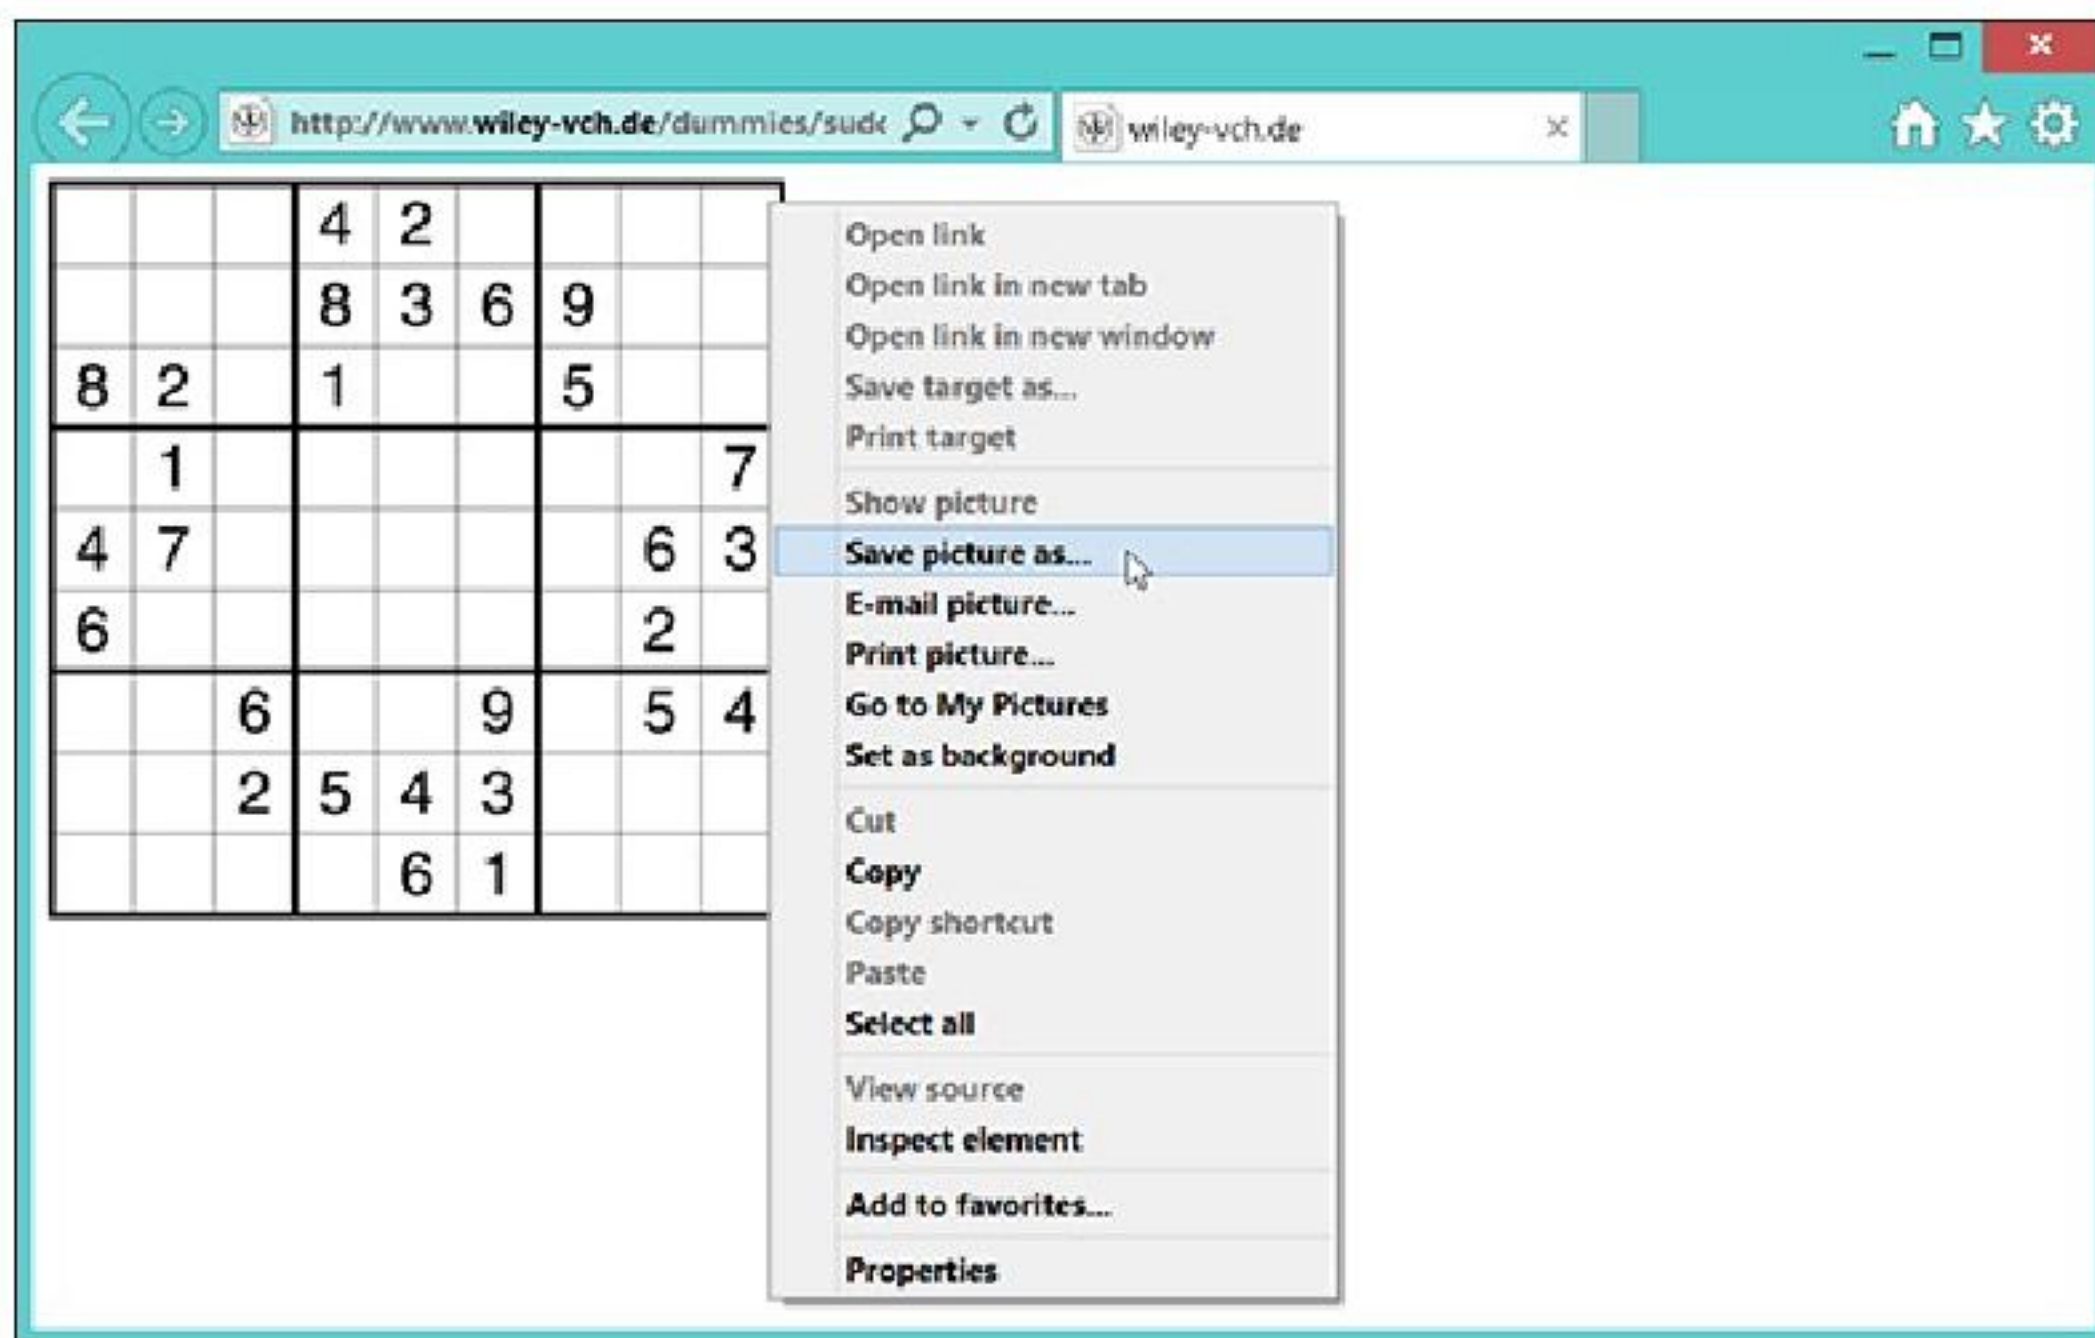 http://www.wiley-vch.de/dummies/sudc
wiley-vch.de
4 2
8 3 6 9
8 2 1 5
1 7
4 7 6 3
6 2
6 9 5 4
2 5 4 3
6 1
Open link
Open link in new tab
Open link in new window
Save target as...
Print target
Show picture
Save picture as...
E-mail picture...
Print picture...
Go to My Pictures
Set as background
Cut
Copy
Copy shortcut
Paste
Select all
View source
Inspect element
Add to favorites...
Properties